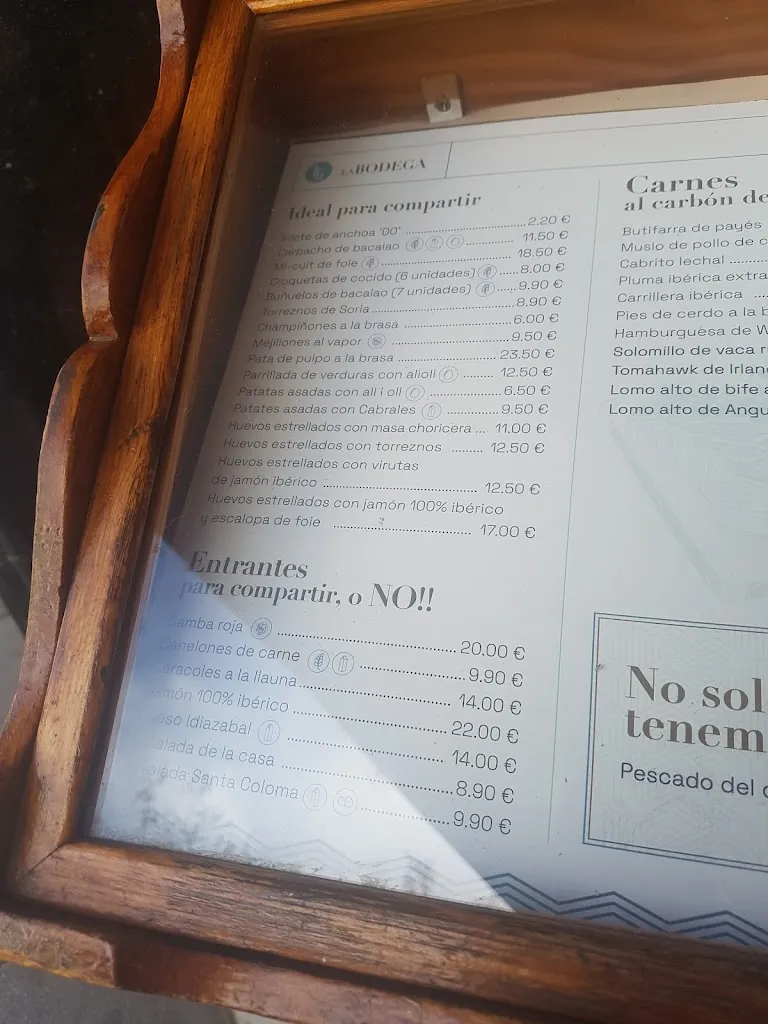 LABODEGA
Ideal para compartir
Filete de anchoa '00' 2.20 €
Carpacho de bacalao 11.50 €
Mi-cuit de foie 18.50 €
Croquetas de cocido (6 unidades) 8.00 €
Buñuelos de bacalao (7 unidades) 9.90 €
Torreznos de Soria 8.90 €
Champiñones a la brasa 6.00 €
Mejillones al vapor 9.50 €
Pata de pulpo a la brasa 23.50 €
Parrillada de verduras con alioli 12.50 €
Patatas asadas con all i oli 6.50 €
Patates asadas con Cabrales 9.50 €
Huevos estrellados con masa choricera ... 11.00 €
Huevos estrellados con torreznos 12.50 €
Huevos estrellados con virutas
de jamón ibérico 12.50 €
Huevos estrellados con jamón 100% ibérico
y escalopa de foie 17.00 €
Entrantes
para compartir, o NO!!
Gamba roja 20.00 €
Canelones de carne 9.90 €
aracoles a la llauna 14.00 €
món 100% ibérico 22.00 €
eso Idiazabal 14.00 €
alada de la casa 8.90 €
alada Santa Coloma 9.90 €
Carnes
al carbón de
Butifarra de payés
Muslo de pollo de c
Cabrito lechal
Pluma ibérica extra
Carrillera ibérica
Pies de cerdo a la b
Hamburguesa de W
Solomillo de vaca r
Tomahawk de Irlan
Lomo alto de bife a
Lomo alto de Angu
No sol
tenem
Pescado del